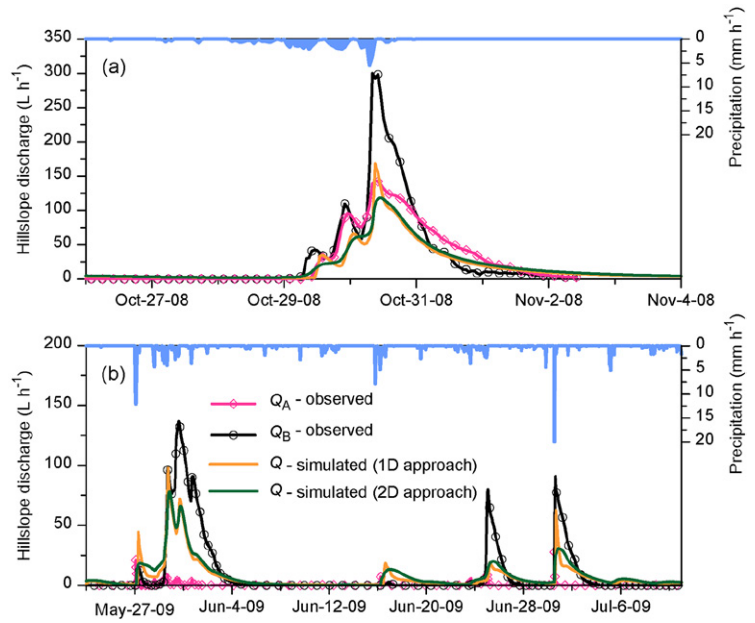 (a)
Hillslope discharge (L h⁻¹)
350
300
250
200
150
100
50
0
Precipitation (mm h⁻¹)
0
5
10
15
20
Oct-27-08 Oct-29-08 Oct-31-08 Nov-2-08 Nov-4-08
(b)
Hillslope discharge (L h⁻¹)
200
150
100
50
0
Precipitation (mm h⁻¹)
0
5
10
15
20
Q_A - observed
Q_B - observed
Q - simulated (1D approach)
Q - simulated (2D approach)
May-27-09 Jun-4-09 Jun-12-09 Jun-20-09 Jun-28-09 Jul-6-09